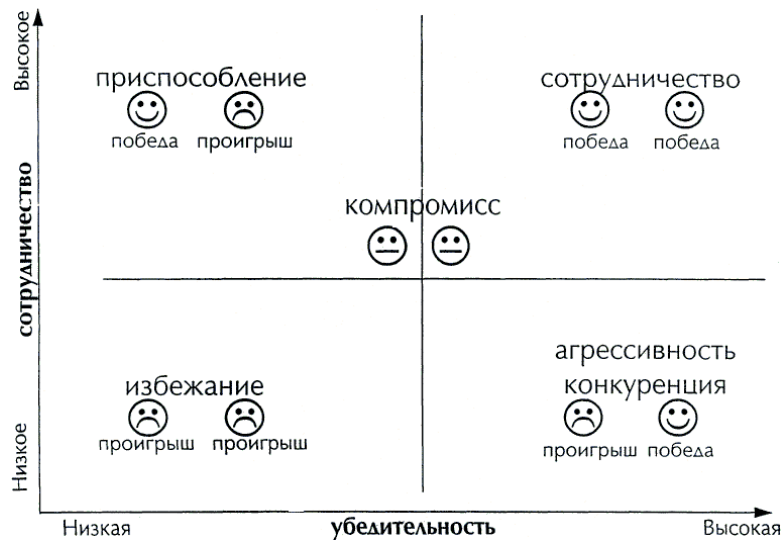 Высокое
приспособление
победа проигрыш
сотрудничество
победа победа
сотрудничество
компромисс
избежание
проигрыш проигрыш
агрессивность
конкуренция
проигрыш победа
Низкое
Низкая
убедительность
Высокая